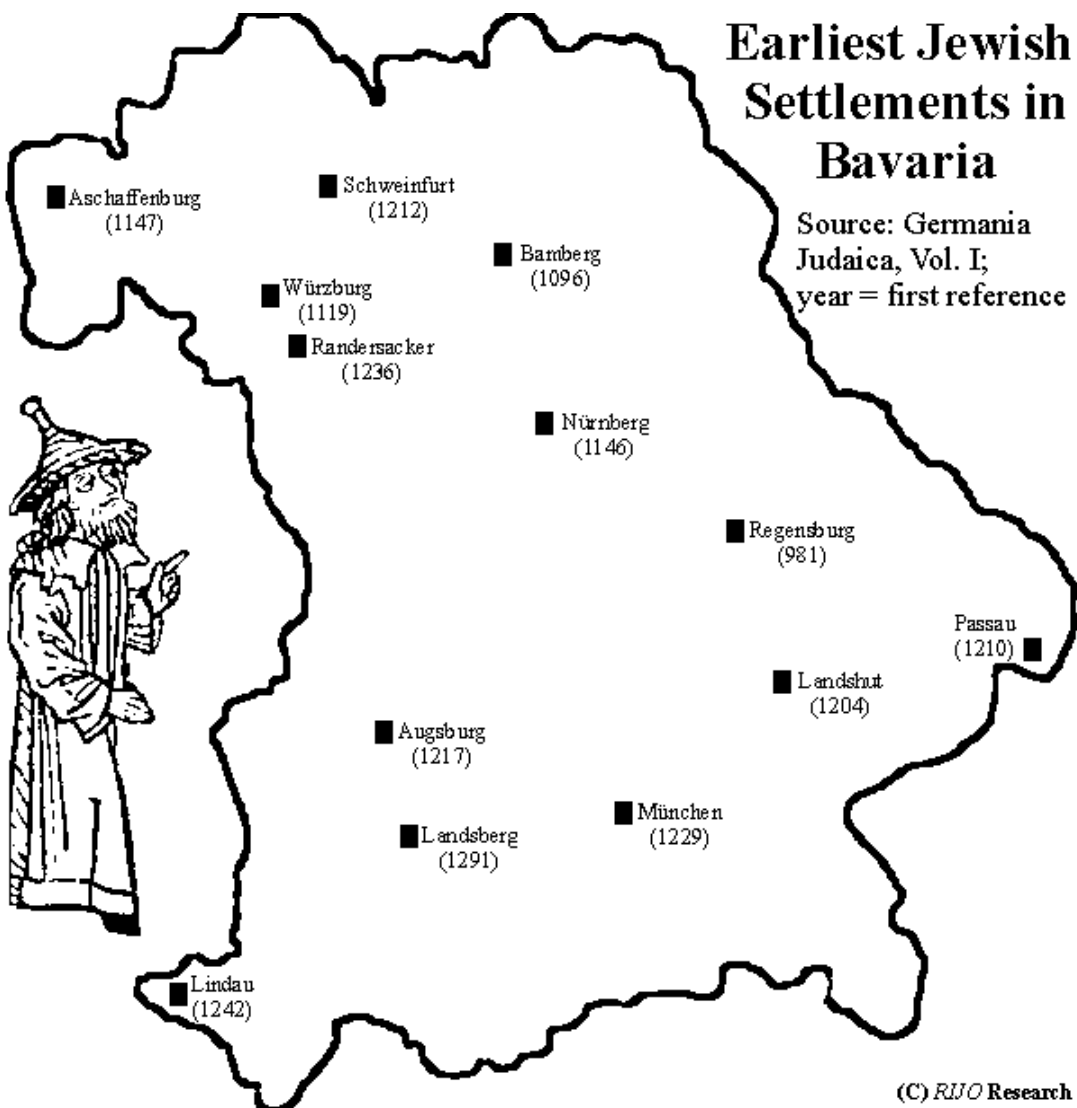 Earliest Jewish
Settlements in
Bavaria
Source: Germania
Judaica, Vol. I;
year = first reference
Aschaffenburg
(1147)
Schweinfurt
(1212)
Bamberg
(1096)
Würzburg
(1119)
Randersacker
(1236)
Nürnberg
(1146)
Regensburg
(981)
Passau
(1210)
Landshut
(1204)
Augsburg
(1217)
München
(1229)
Landsberg
(1291)
Lindau
(1242)
(C) RIJO Research